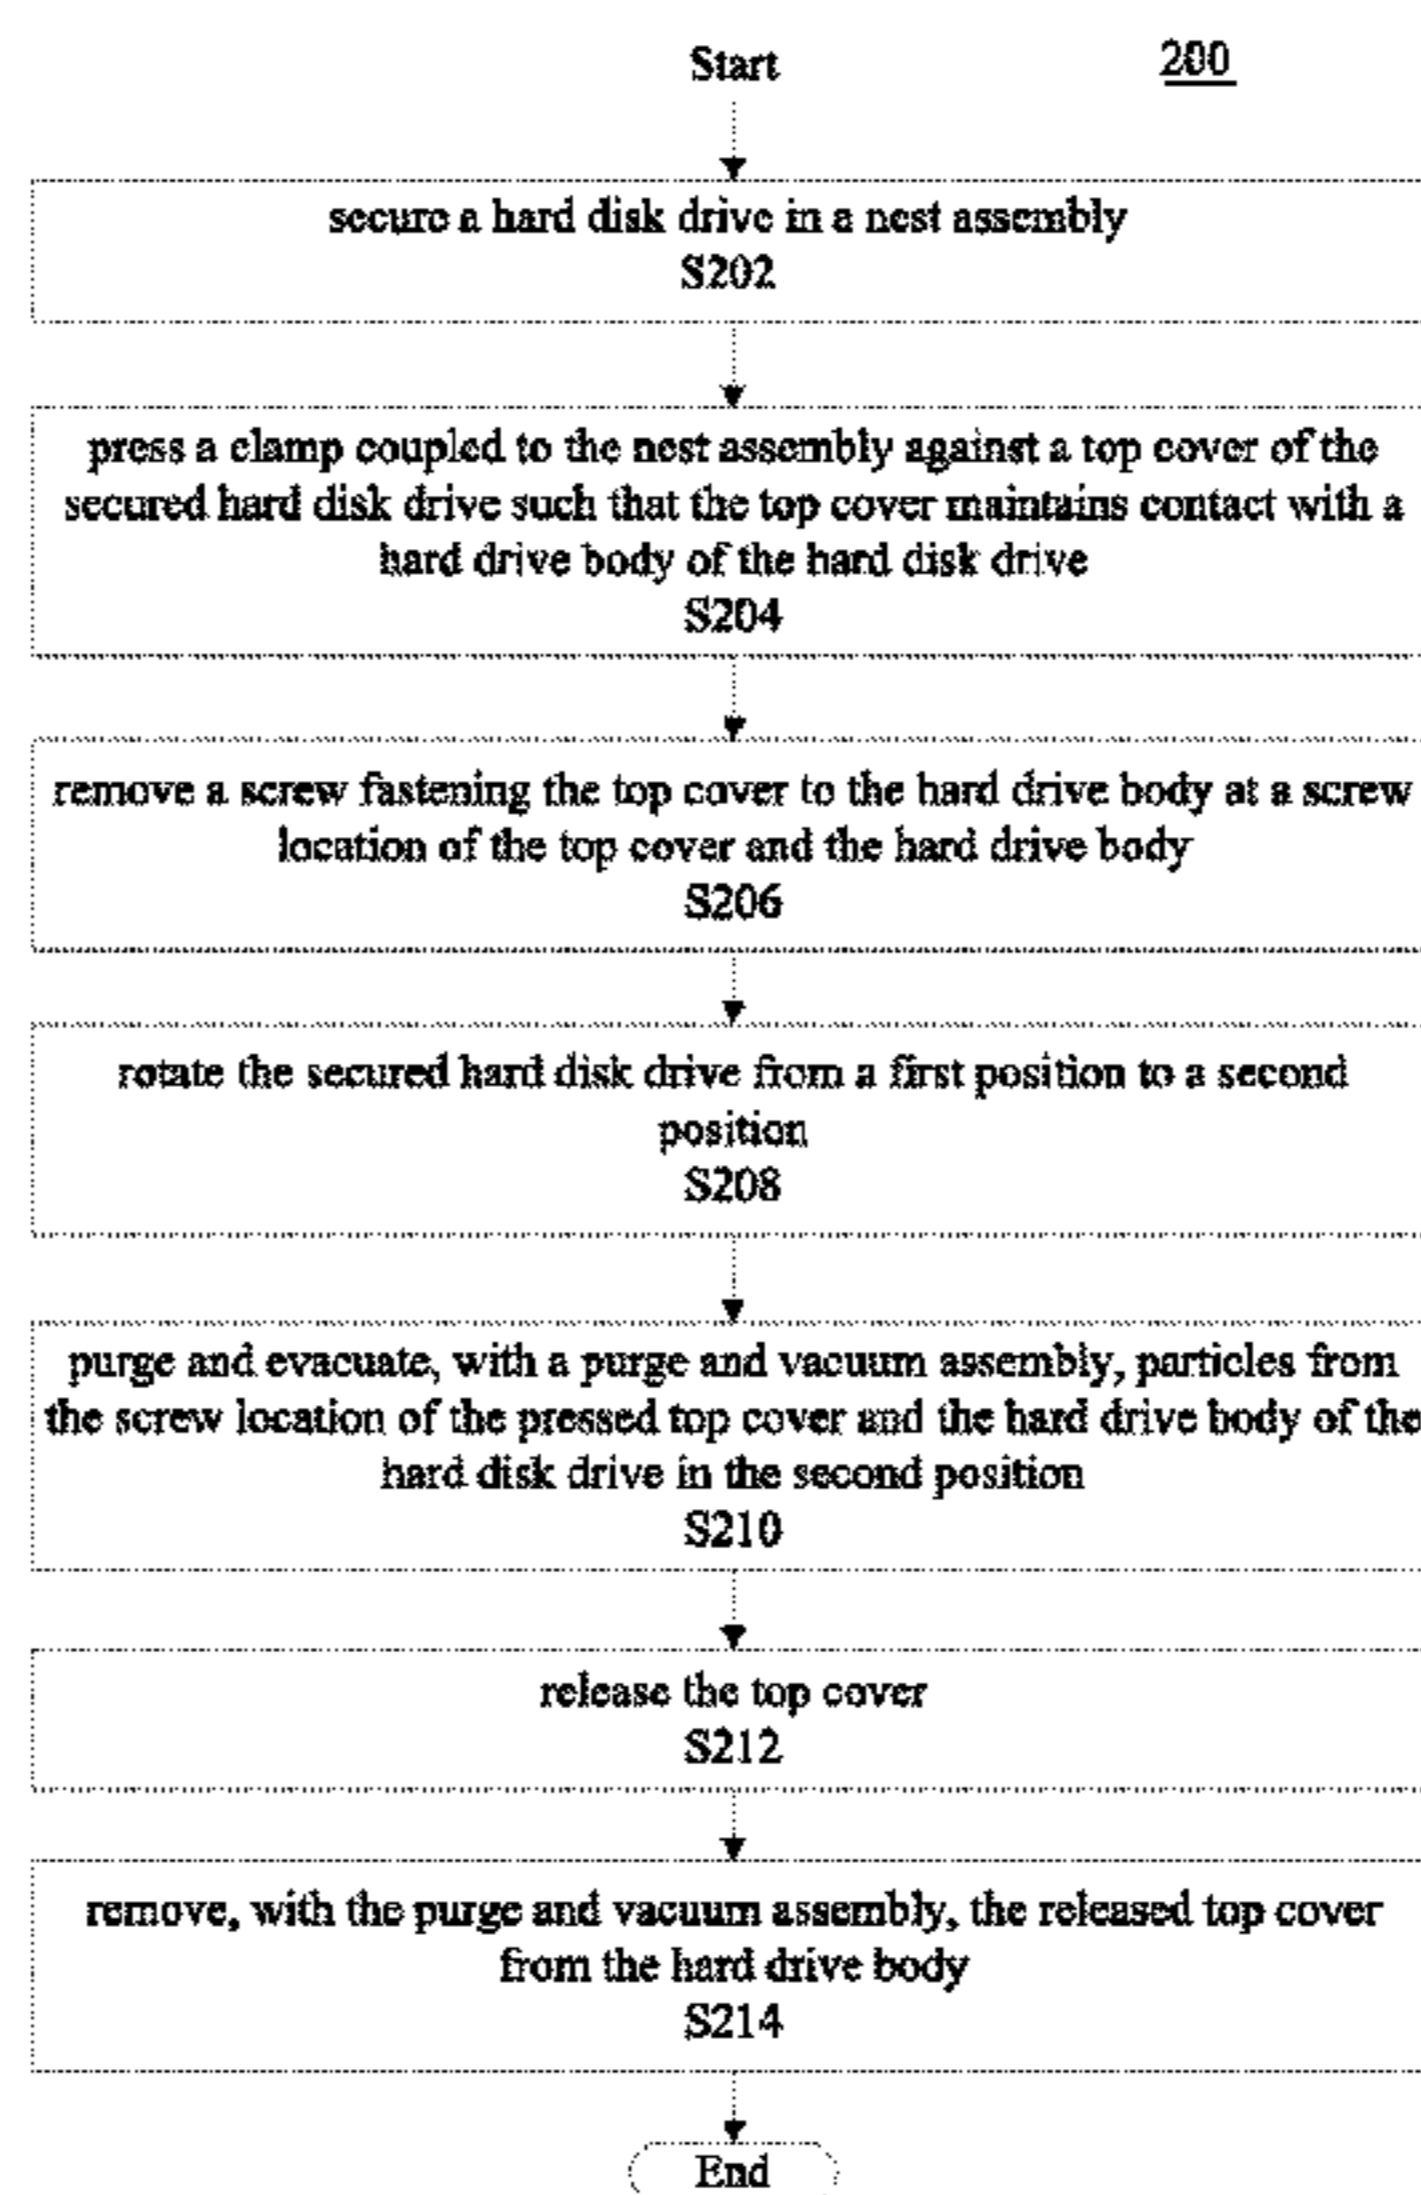 Start
200
secure a hard disk drive in a nest assembly
S202
press a clamp coupled to the nest assembly against a top cover of the
secured hard disk drive such that the top cover maintains contact with a
hard drive body of the hard disk drive
S204
remove a screw fastening the top cover to the hard drive body at a screw
location of the top cover and the hard drive body
S206
rotate the secured hard disk drive from a first position to a second
position
S208
purge and evacuate, with a purge and vacuum assembly, particles from
the screw location of the pressed top cover and the hard drive body of the
hard disk drive in the second position
S210
release the top cover
S212
remove, with the purge and vacuum assembly, the released top cover
from the hard drive body
S214
End